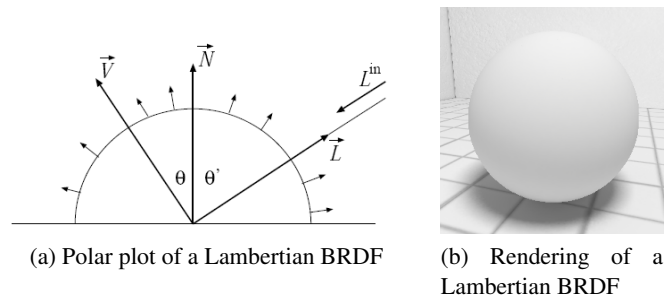 V
N
L^in
L
θ θ'
(a) Polar plot of a Lambertian BRDF
(b) Rendering of a
Lambertian BRDF